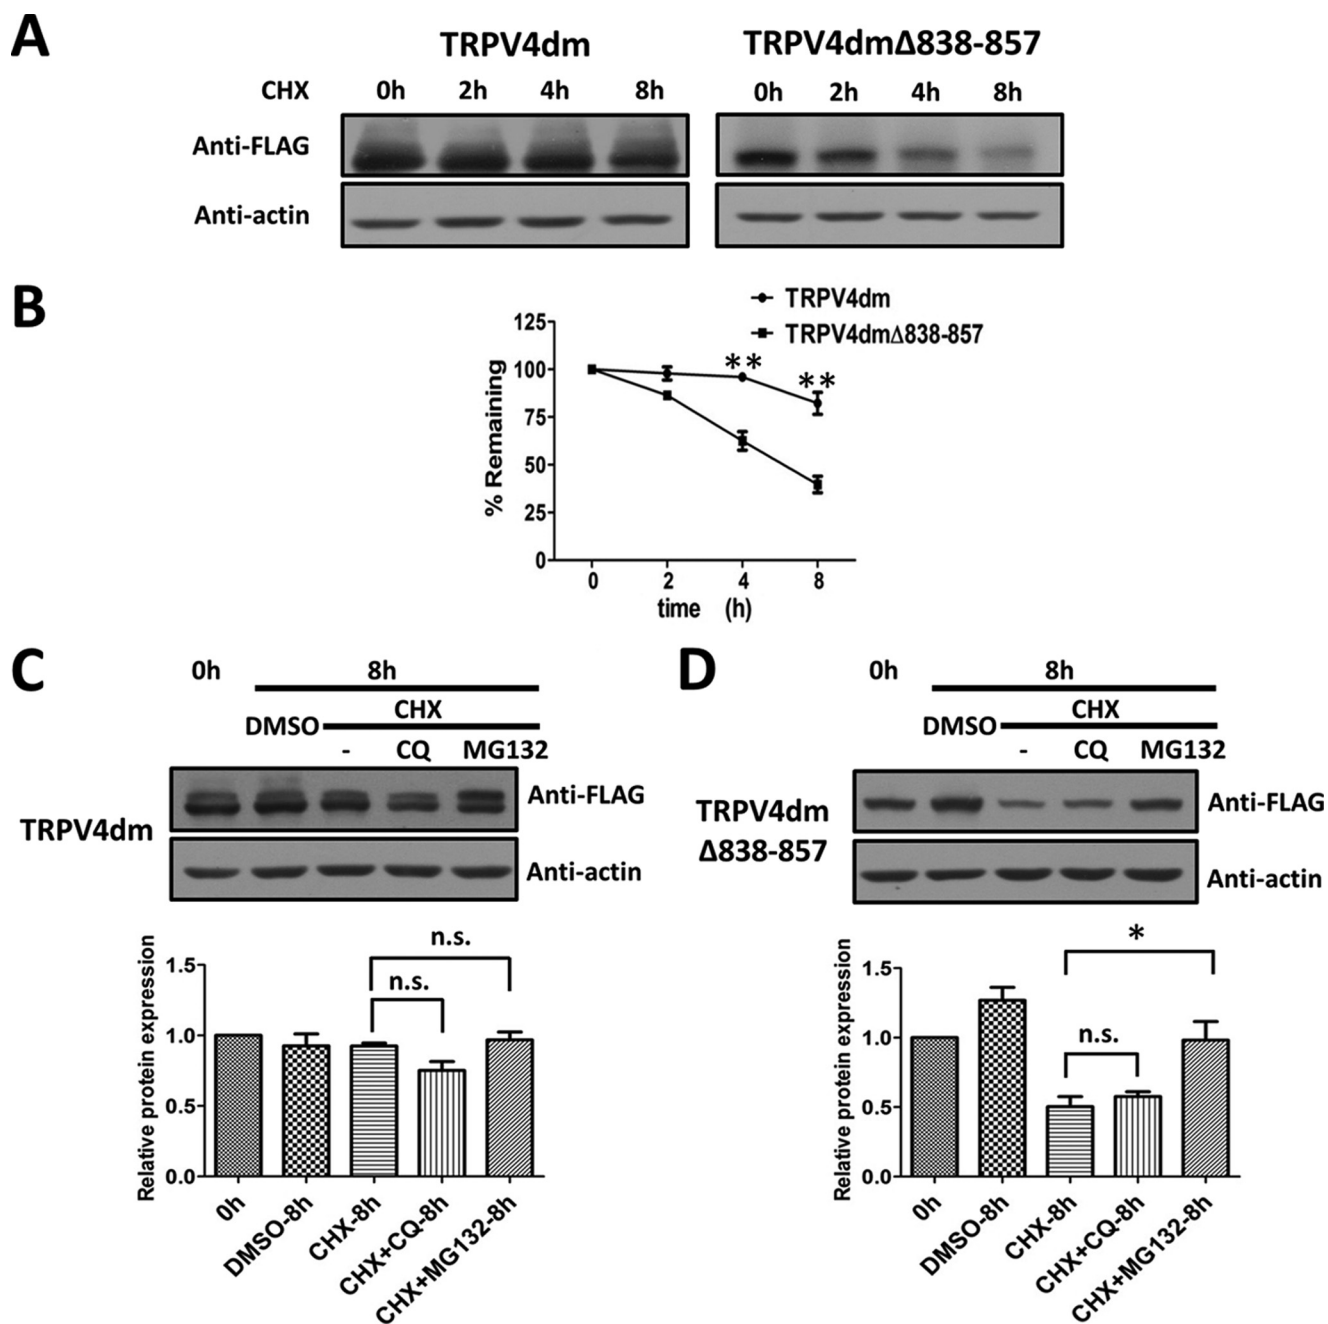 A
TRPV4dm
TRPV4dmΔ838-857
CHX 0h 2h 4h 8h
0h 2h 4h 8h
Anti-FLAG
Anti-actin
B
TRPV4dm
TRPV4dmΔ838-857
125
100
75
50
25
0
% Remaining
**
**
0 2 4 8
time (h)
C
0h 8h
CHX
DMSO
- CQ MG132
TRPV4dm
Anti-FLAG
Anti-actin
n.s.
n.s.
Relative protein expression
1.5
1.0
0.5
0.0
0h
DMSO-8h
CHX-8h
CHX+CQ-8h
CHX+MG132-8h
D
0h 8h
CHX
DMSO
- CQ MG132
TRPV4dm
Δ838-857
Anti-FLAG
Anti-actin
*
n.s.
Relative protein expression
1.5
1.0
0.5
0.0
0h
DMSO-8h
CHX-8h
CHX+CQ-8h
CHX+MG132-8h